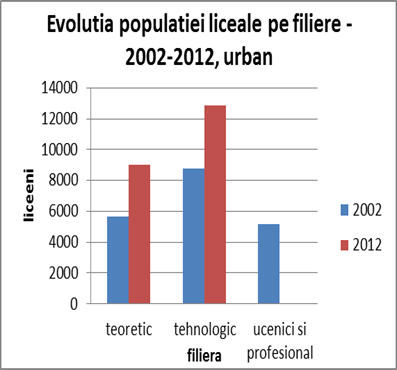 Evolutia populatiei liceale pe filiere -
2002-2012, urban
14000
12000
10000
8000
6000
4000
2000
0
liceeni
teoretic
tehnologic
ucenici si
profesional
filiera
2002
2012